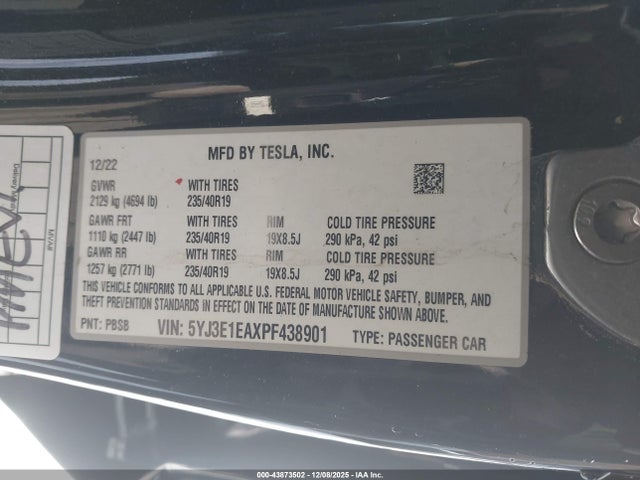 MFD BY TESLA, INC.
12/22
GVWR WITH TIRES
2129 kg (4694 lb) 235/40R19
GAWR FRT WITH TIRES RIM COLD TIRE PRESSURE
1110 kg (2447 lb) 235/40R19 19X8.5J 290 kPa, 42 psi
GAWR RR WITH TIRES RIM COLD TIRE PRESSURE
1257 kg (2771 lb) 235/40R19 19X8.5J 290 kPa, 42 psi
THIS VEHICLE CONFORMS TO ALL APPLICABLE U.S. FEDERAL MOTOR VEHICLE SAFETY, BUMPER, AND
THEFT PREVENTION STANDARDS IN EFFECT ON THE DATE OF MANUFACTURE SHOWN ABOVE.
PNT: PBSB VIN: 5YJ3E1EAXPF438901 TYPE: PASSENGER CAR
MVA#
000-43873502 - 12/08/2025 - IAA Inc.